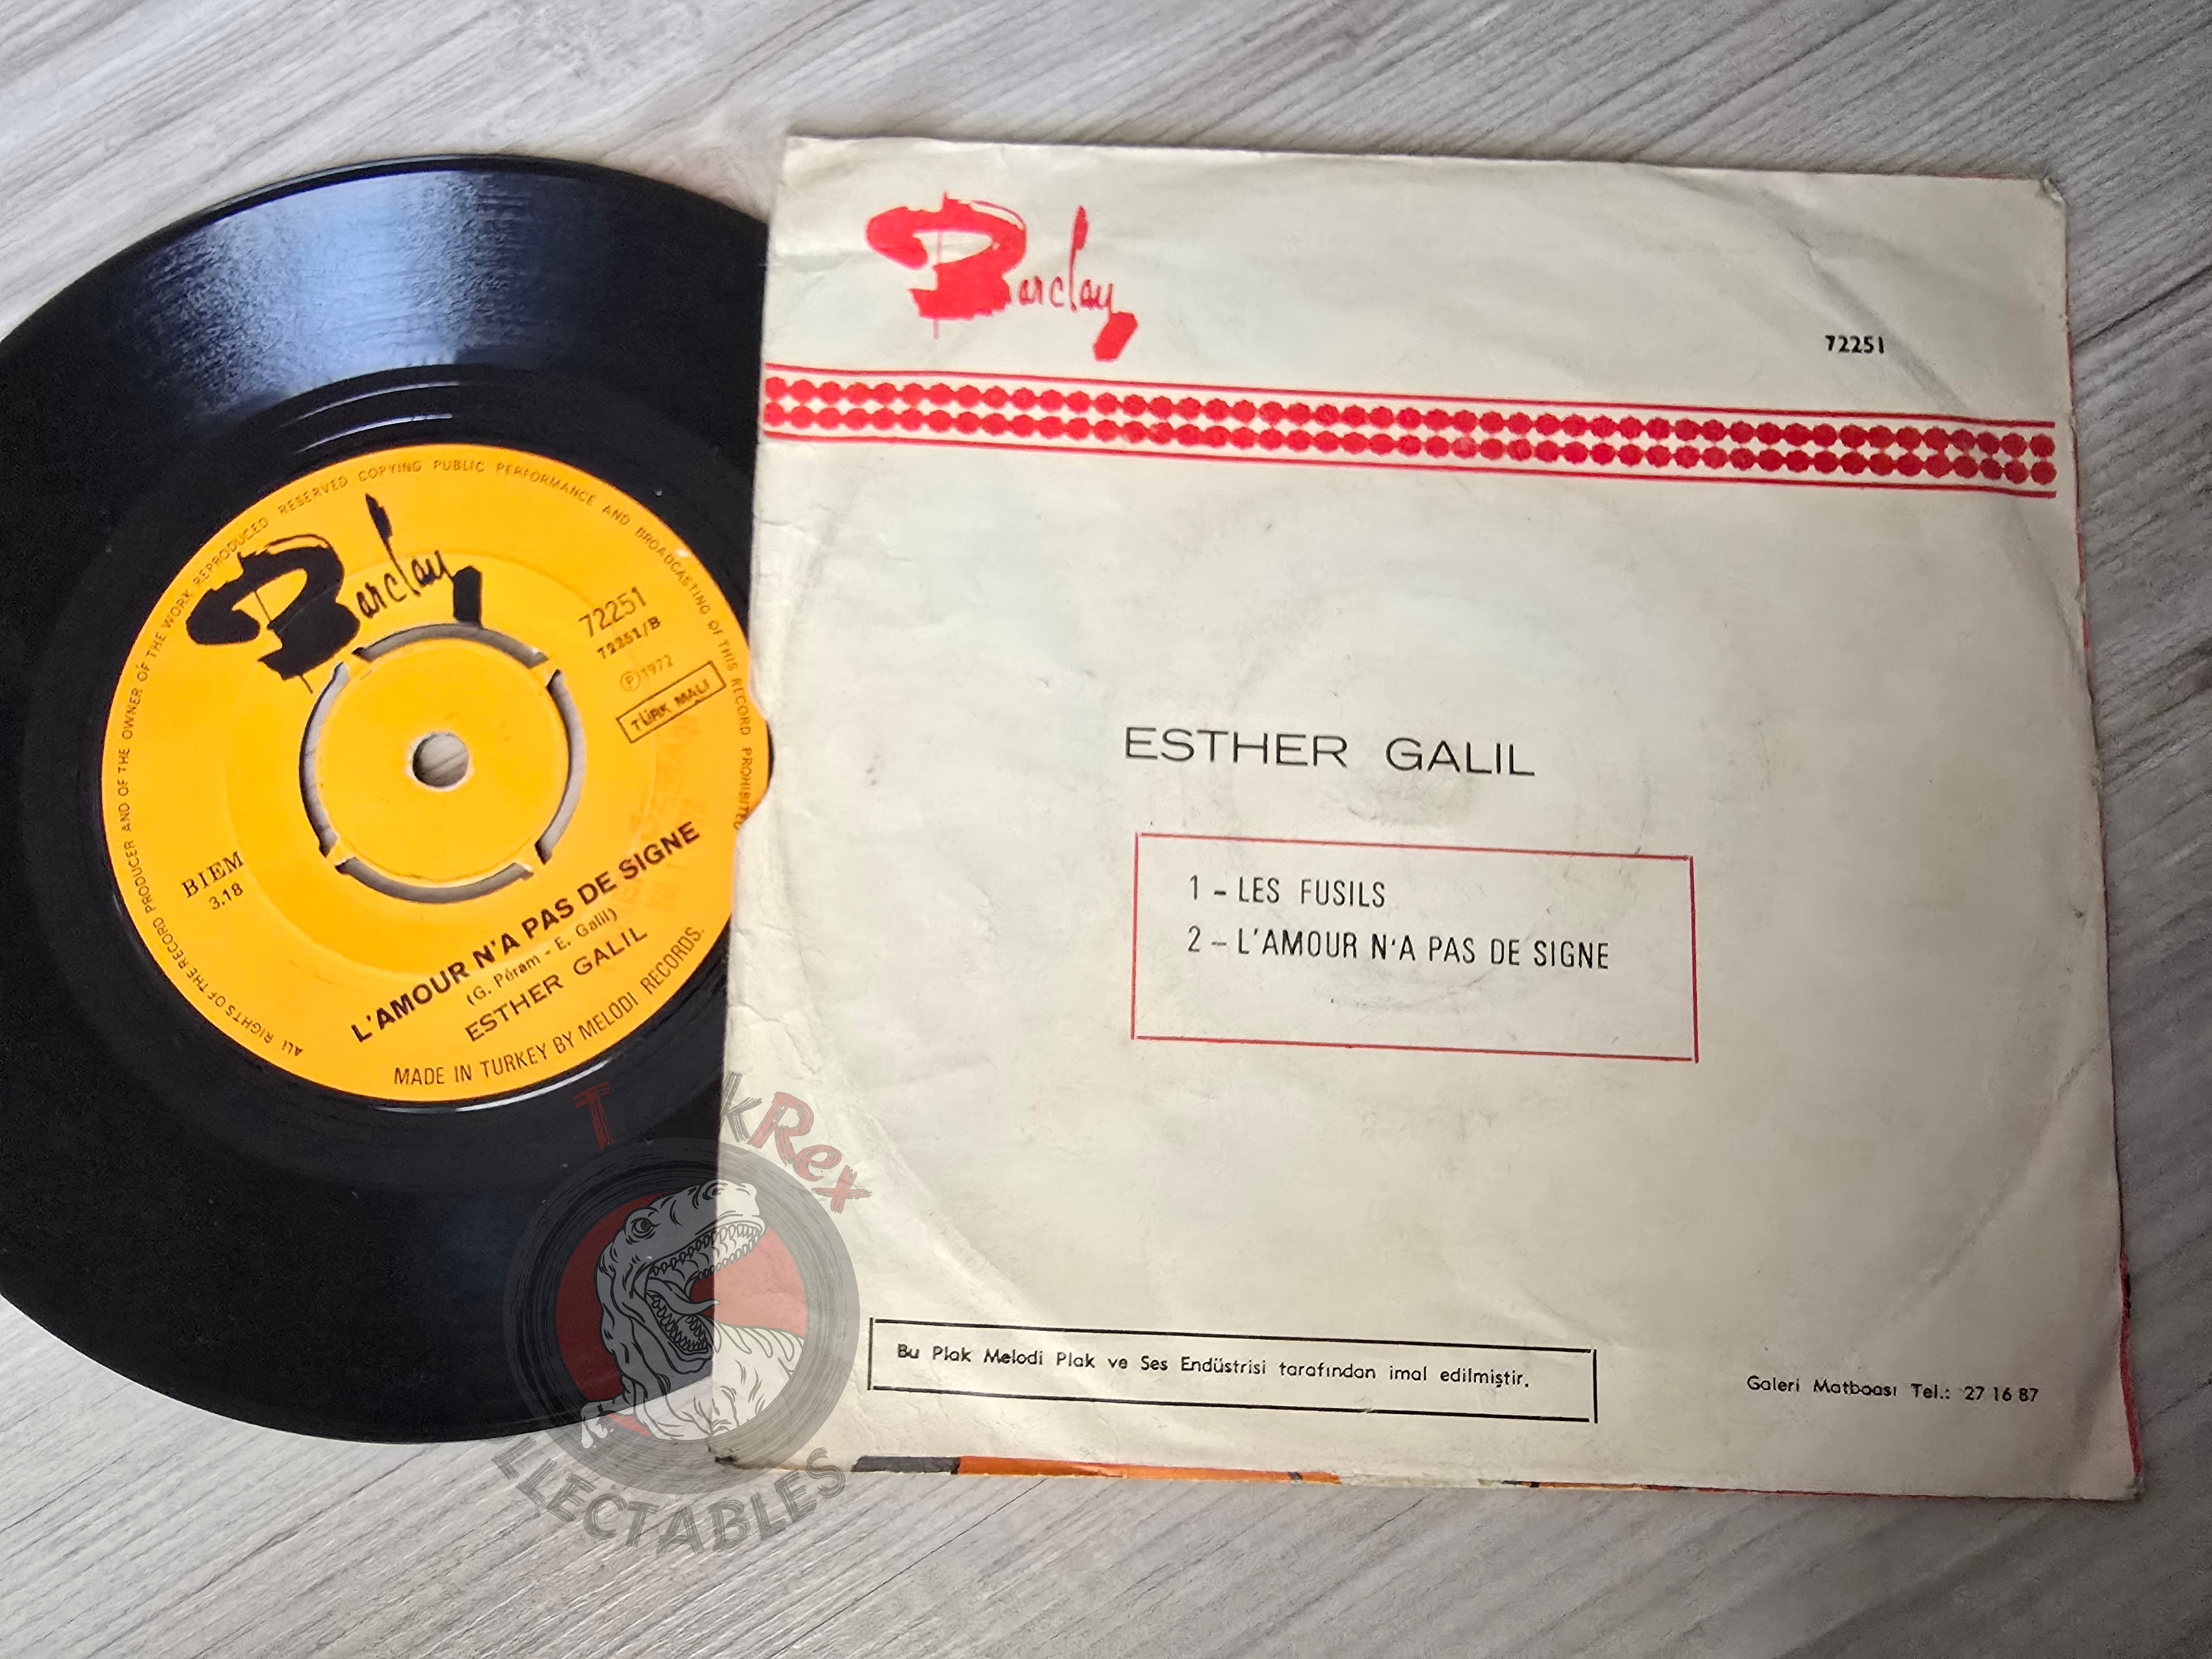 Barclay
72251
ESTHER GALIL
1 - LES FUSILS
2 - L'AMOUR N'A PAS DE SIGNE
Bu Plak Melodi Plak ve Ses Endüstrisi tarafından imal edilmiştir.
Galeri Matbaası Tel.: 27 16 87
ALL RIGHTS OF THE RECORD PRODUCER AND OF THE OWNER OF THE WORK REPRODUCED RESERVED COPYING PUBLIC PERFORMANCE AND BROADCASTING OF THIS RECORD PROHIBITED
Barclay
72251
72251/B
Ⓟ 1972
TÜRK MALI
BIEM
3.18
L'AMOUR N'A PAS DE SIGNE
(G. Péram - E. Galil)
ESTHER GALIL
MADE IN TURKEY BY MELODI RECORDS.
Rex